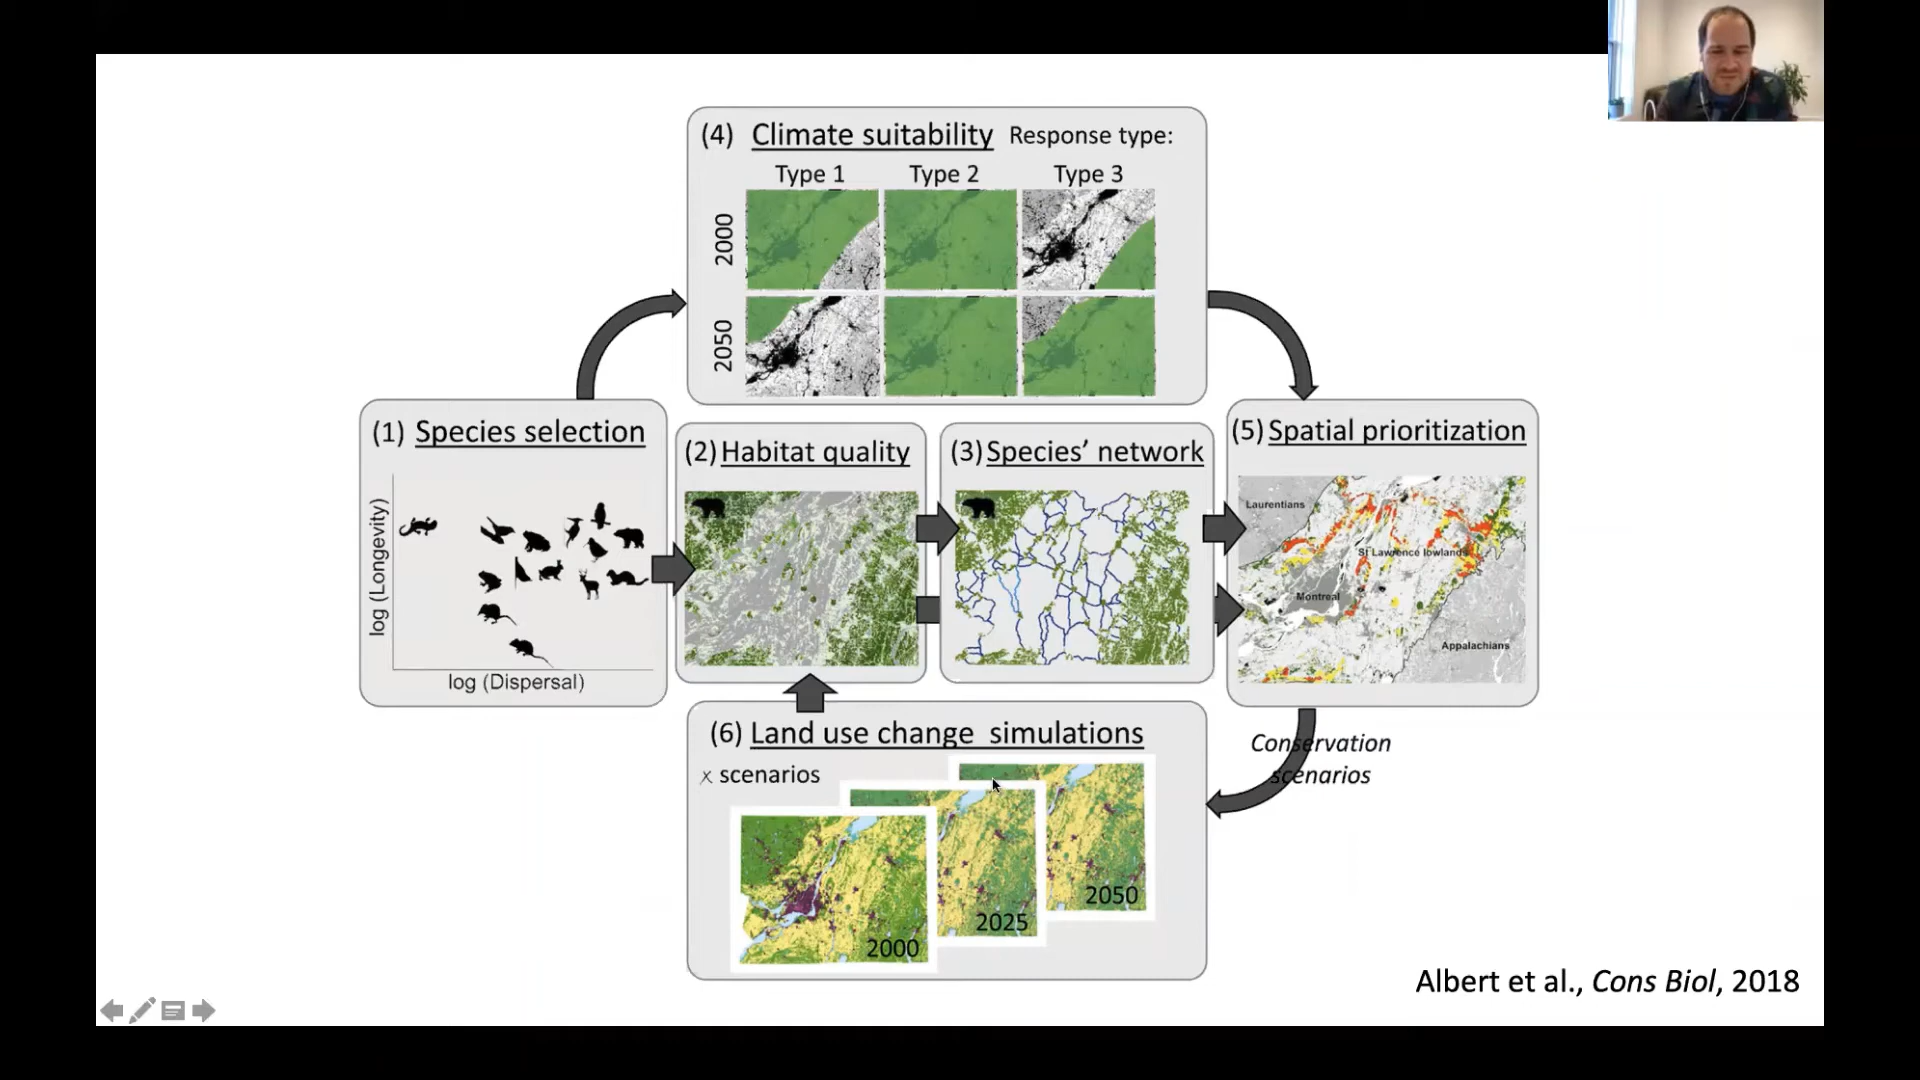 (4) Climate suitability Response type:
Type 1 Type 2 Type 3
2000
2050
(1) Species selection
log (Longevity)
log (Dispersal)
(2) Habitat quality
(3) Species' network
(5) Spatial prioritization
Laurentians
St Lawrence lowlands
Montreal
Appalachians
(6) Land use change simulations
x scenarios
2000
2025
2050
Conservation
scenarios
Albert et al., Cons Biol, 2018